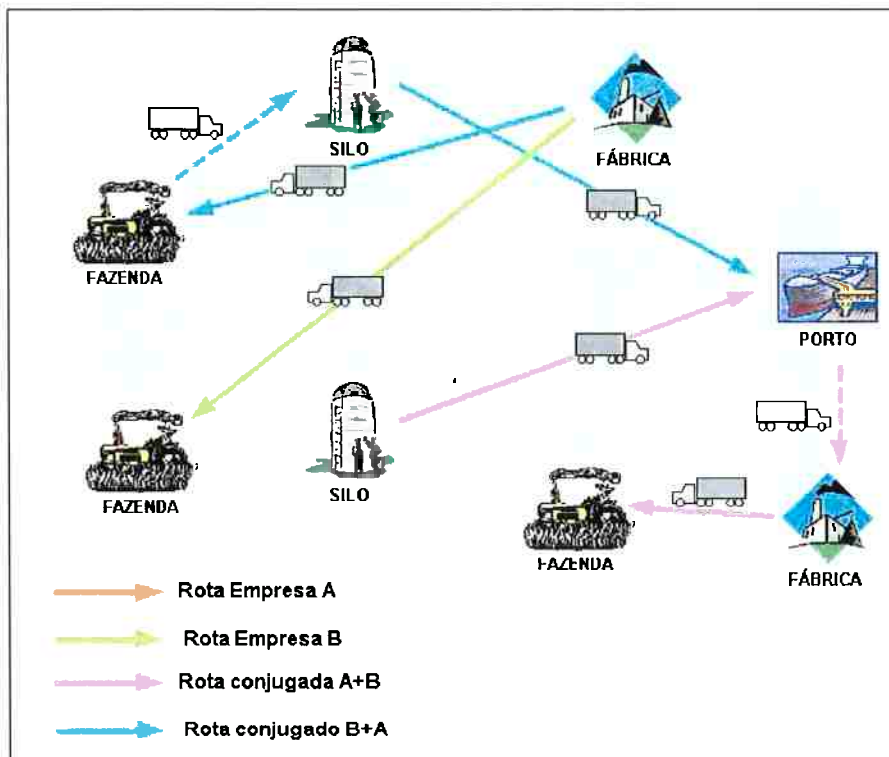 SILO
FÁBRICA
FAZENDA
PORTO
FAZENDA
SILO
FAZENDA
FÁBRICA
Rota Empresa A
Rota Empresa B
Rota conjugada A+B
Rota conjugado B+A